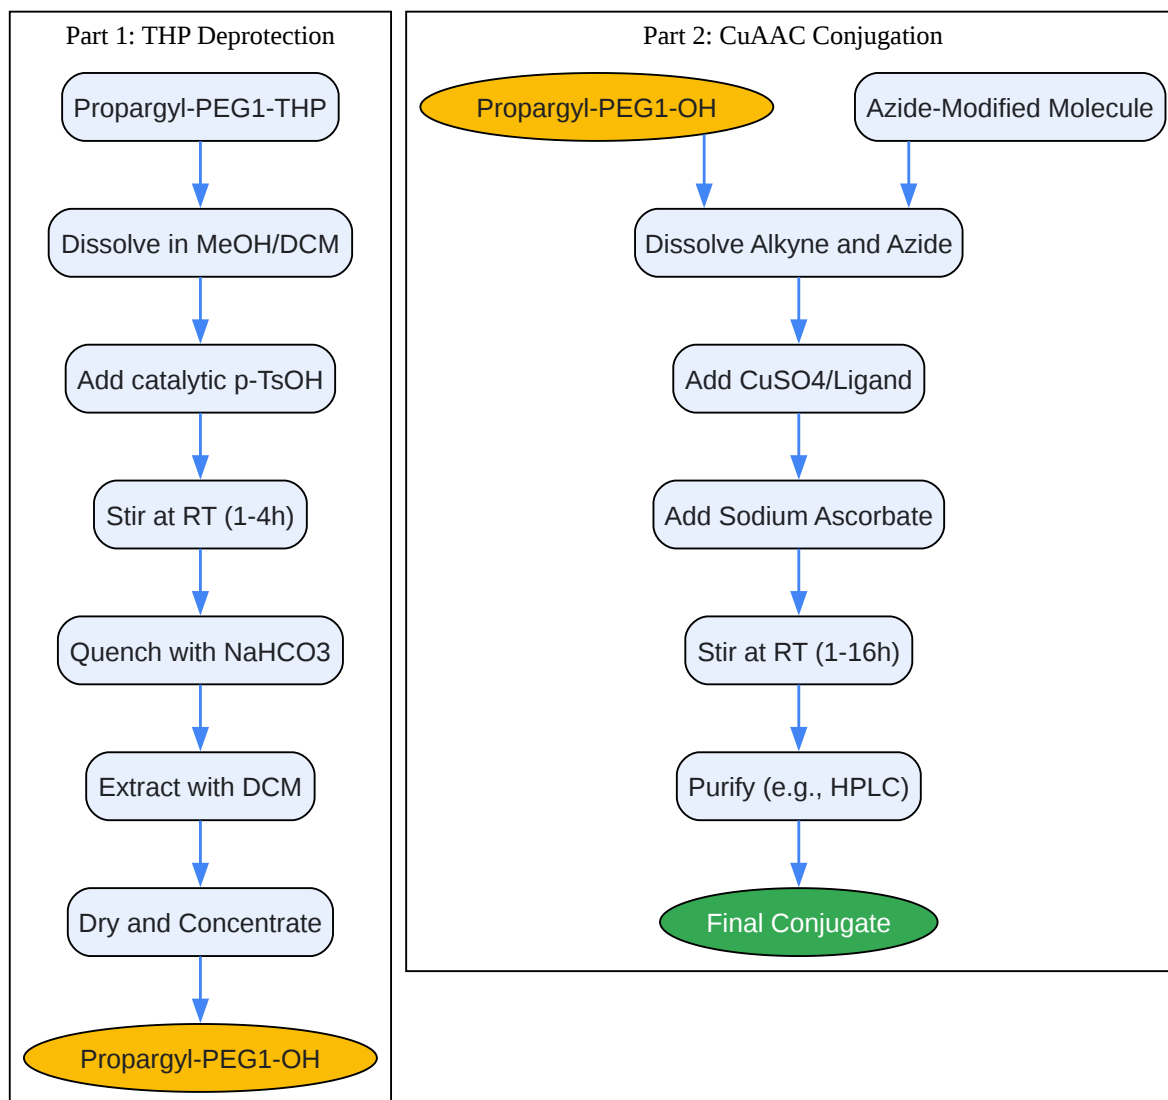 Part 1: THP Deprotection
Propargyl-PEG1-THP
Dissolve in MeOH/DCM
Add catalytic p-TsOH
Stir at RT (1-4h)
Quench with NaHCO3
Extract with DCM
Dry and Concentrate
Propargyl-PEG1-OH
Part 2: CuAAC Conjugation
Propargyl-PEG1-OH
Azide-Modified Molecule
Dissolve Alkyne and Azide
Add CuSO4/Ligand
Add Sodium Ascorbate
Stir at RT (1-16h)
Purify (e.g., HPLC)
Final Conjugate